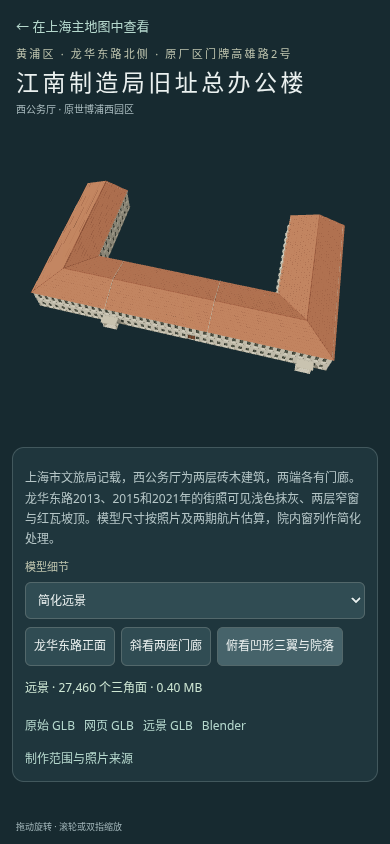 ← 在上海主地图中查看
黄浦区 · 龙华东路北侧 · 原厂区门牌高雄路2号
江南制造局旧址总办公楼
西公务厅 · 原世博浦西园区
上海市文旅局记载，西公务厅为两层砖木建筑，两端各有门廊。
龙华东路2013、2015和2021年的街照可见浅色抹灰、两层窄窗
与红瓦坡顶。模型尺寸按照片及两期航片估算，院内窗列作简化
处理。
模型细节
简化远景
龙华东路正面
斜看两座门廊
俯看凹形三翼与院落
远景 · 27,460 个三角面 · 0.40 MB
原始 GLB 网页 GLB 远景 GLB Blender
制作范围与照片来源
拖动旋转 · 滚轮或双指缩放